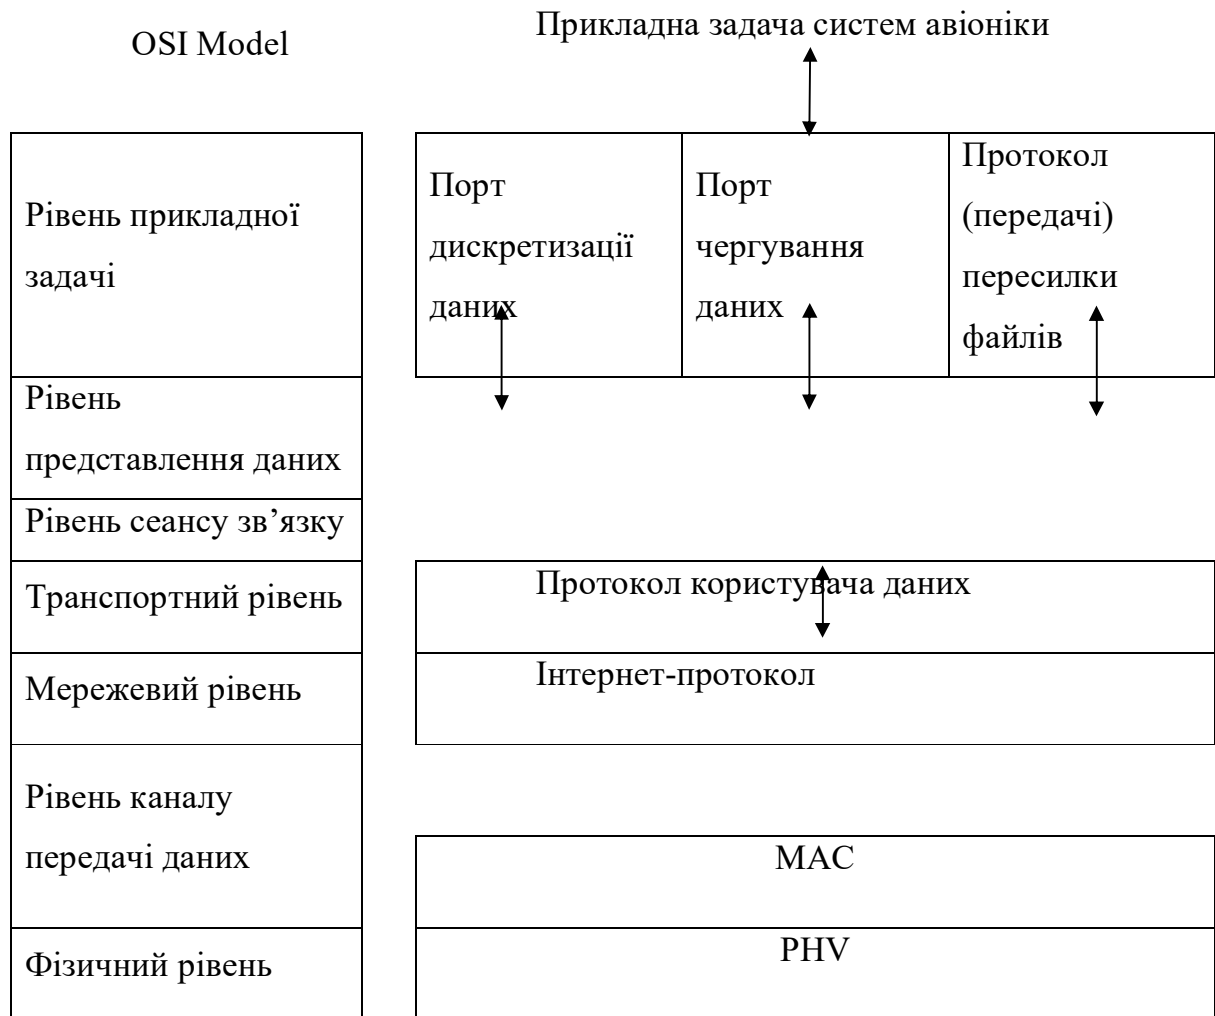 OSI Model
Прикладна задача систем авіоніки
Рівень прикладної
задачі
Порт
дискретизації
даних
Порт
чергування
даних
Протокол
(передачі)
пересилки
файлів
Рівень
представлення даних
Рівень сеансу зв’язку
Транспортний рівень
Протокол користувача даних
Мережевий рівень
Інтернет-протокол
Рівень каналу
передачі даних
MAC
Фізичний рівень
PHV